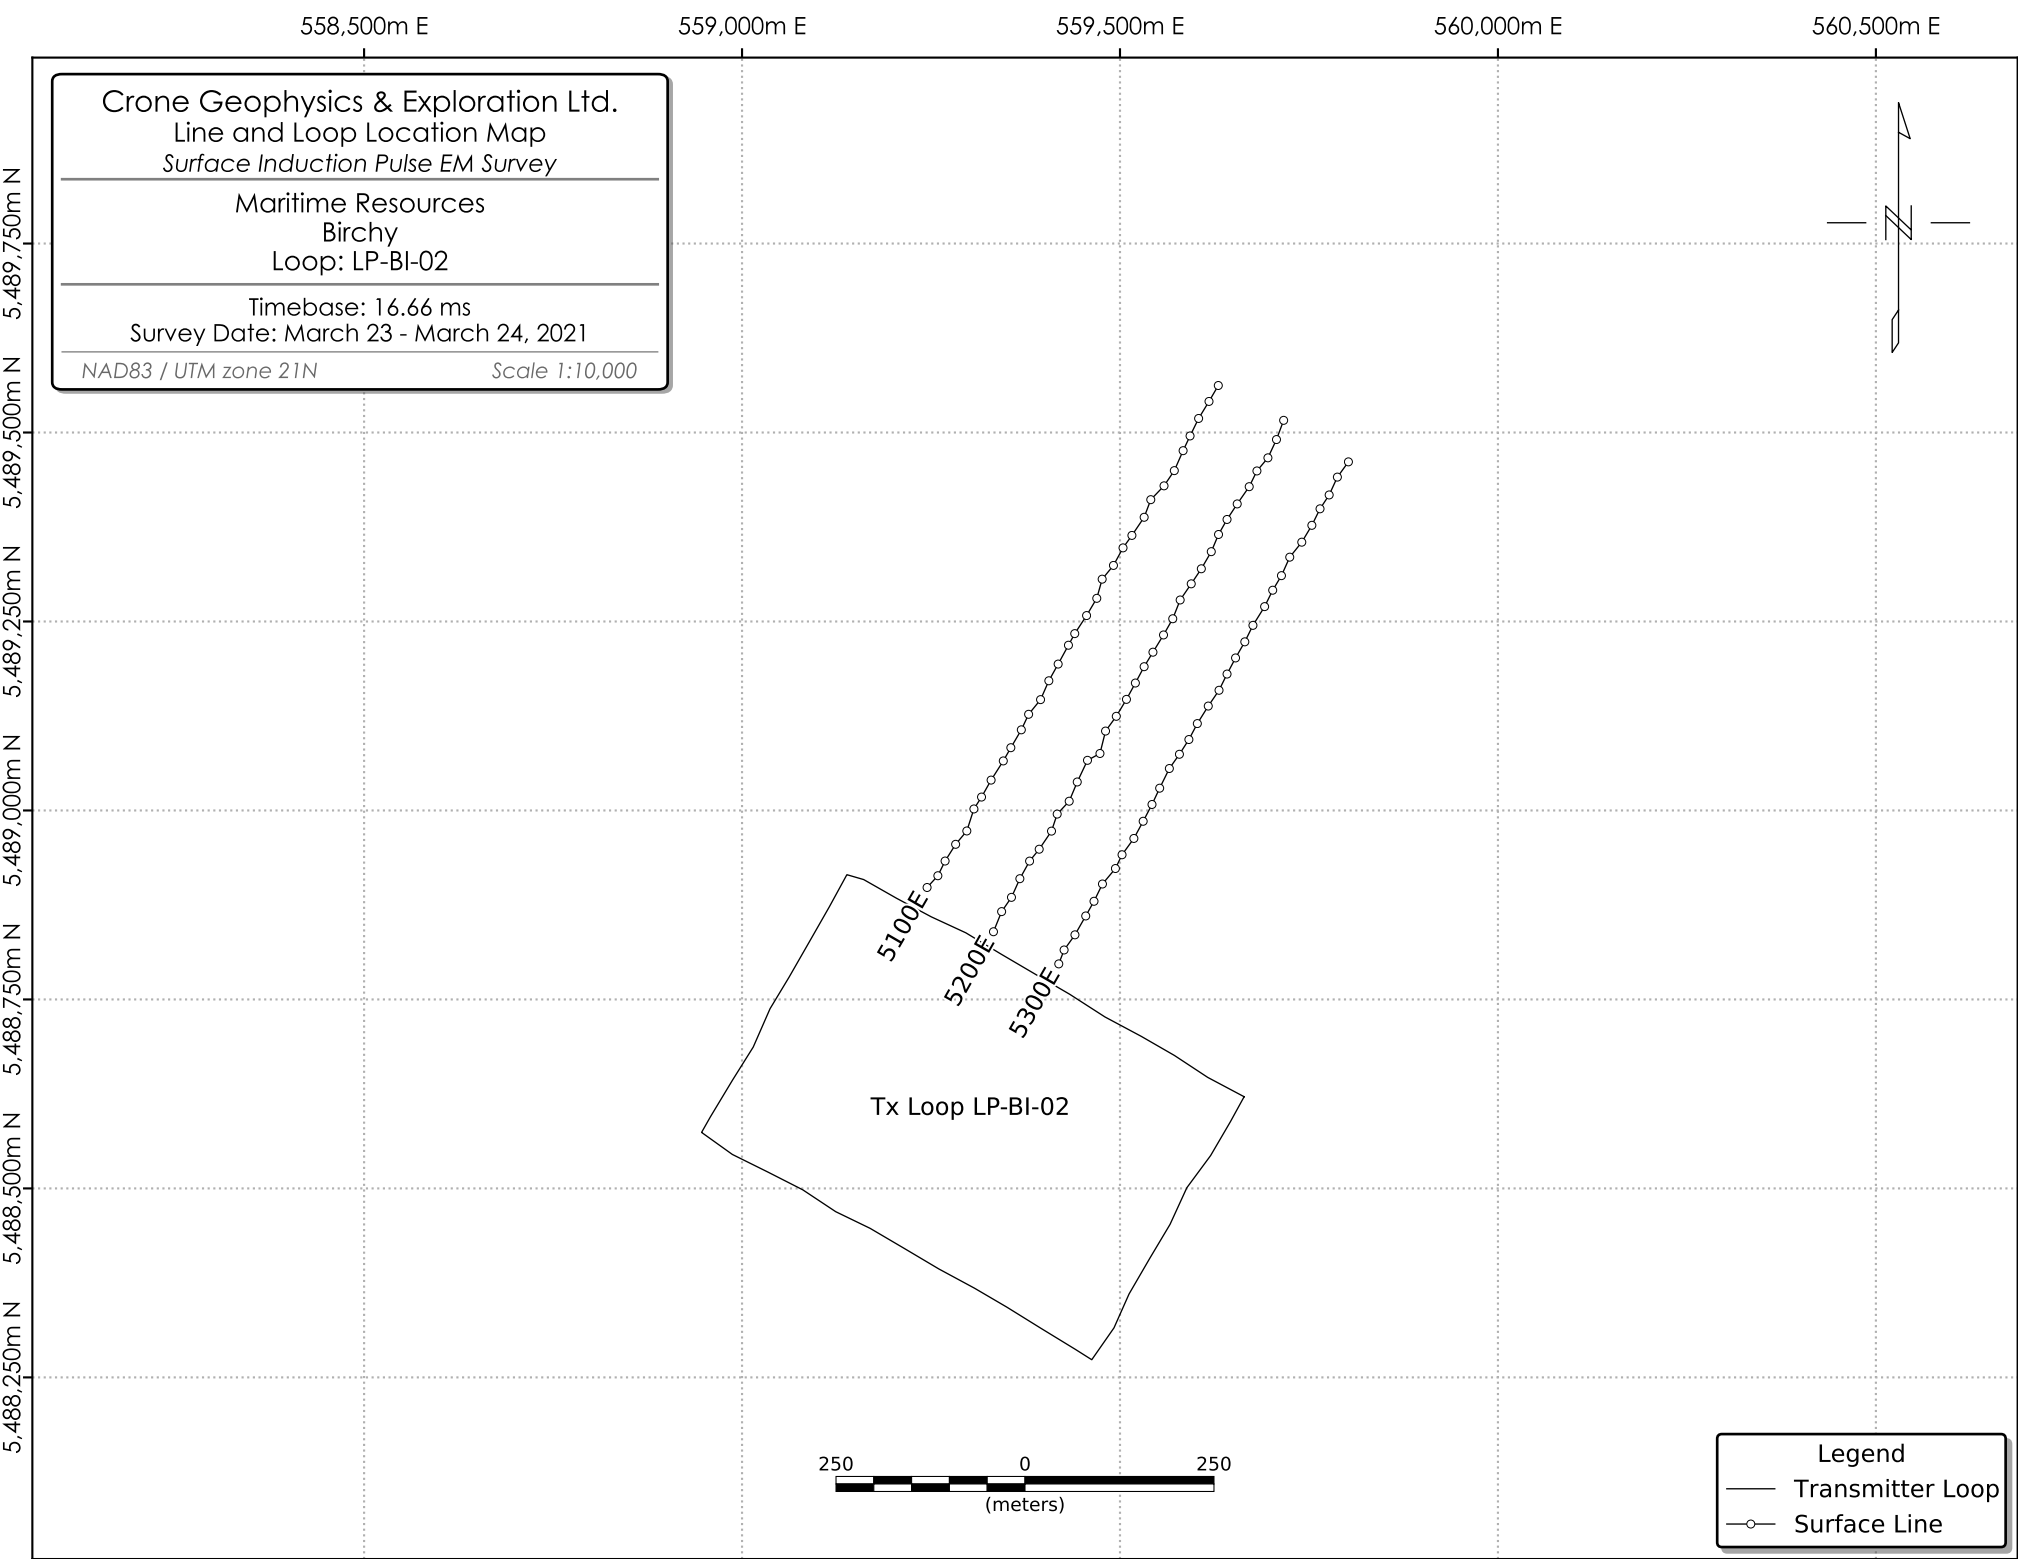 558,500m E 559,000m E 559,500m E 560,000m E 560,500m E
Crone Geophysics & Exploration Ltd.
Line and Loop Location Map
Surface Induction Pulse EM Survey
Maritime Resources
Birchy
Loop: LP-BI-02
Timebase: 16.66 ms
Survey Date: March 23 - March 24, 2021
NAD83 / UTM zone 21N Scale 1:10,000
N
5,489,750m N
5,489,500m N
5,489,250m N
5,489,000m N
5,488,750m N
5,488,500m N
5,488,250m N
5100E
5200E
5300E
Tx Loop LP-BI-02
250 0 250
(meters)
Legend
Transmitter Loop
Surface Line